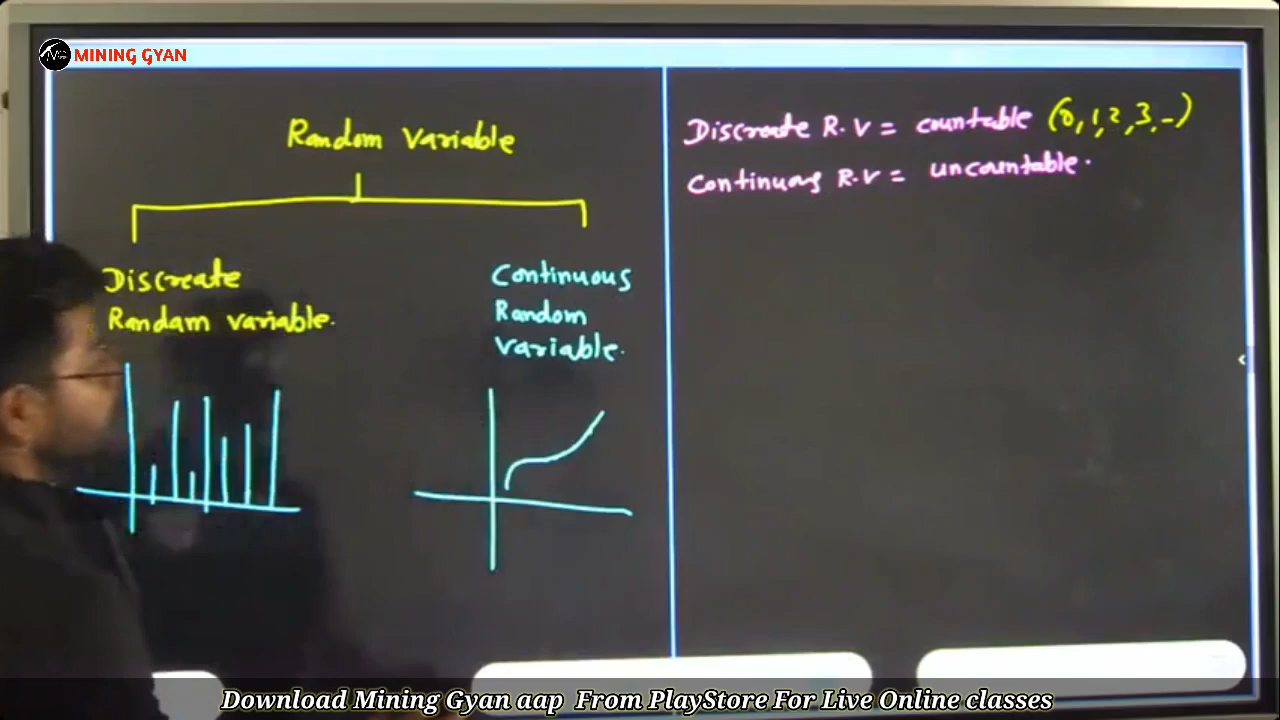 MINING GYAN
Random Variable
Discreate
Randam variable.
Continuous
Random
variable.
Discreate R.V = countable (0,1,2,3,-)
Continuous R.V = uncountable.
Download Mining Gyan aap From PlayStore For Live Online classes